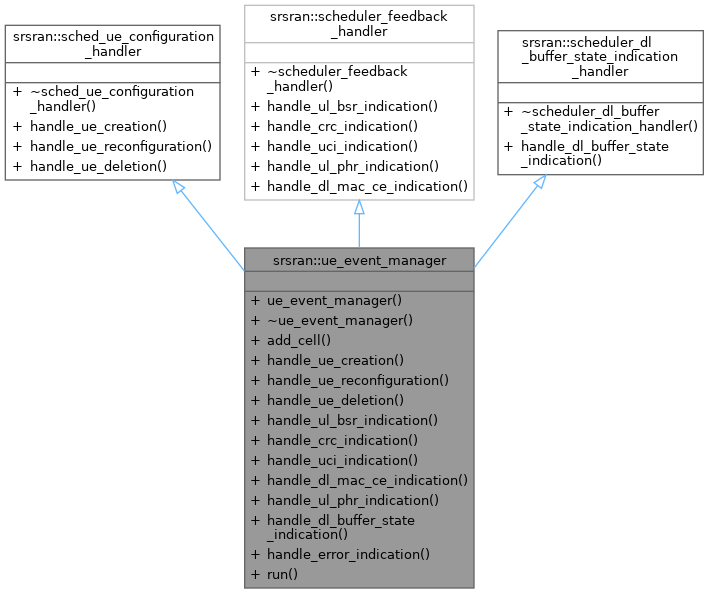 srsran::sched_ue_configuration
_handler
+ ~sched_ue_configuration
_handler()
+ handle_ue_creation()
+ handle_ue_reconfiguration()
+ handle_ue_deletion()
srsran::scheduler_feedback
_handler
+ ~scheduler_feedback
_handler()
+ handle_ul_bsr_indication()
+ handle_crc_indication()
+ handle_uci_indication()
+ handle_ul_phr_indication()
+ handle_dl_mac_ce_indication()
srsran::scheduler_dl
_buffer_state_indication
_handler
+ ~scheduler_dl_buffer
_state_indication_handler()
+ handle_dl_buffer_state
_indication()
srsran::ue_event_manager
+ ue_event_manager()
+ ~ue_event_manager()
+ add_cell()
+ handle_ue_creation()
+ handle_ue_reconfiguration()
+ handle_ue_deletion()
+ handle_ul_bsr_indication()
+ handle_crc_indication()
+ handle_uci_indication()
+ handle_dl_mac_ce_indication()
+ handle_ul_phr_indication()
+ handle_dl_buffer_state
_indication()
+ handle_error_indication()
+ run()